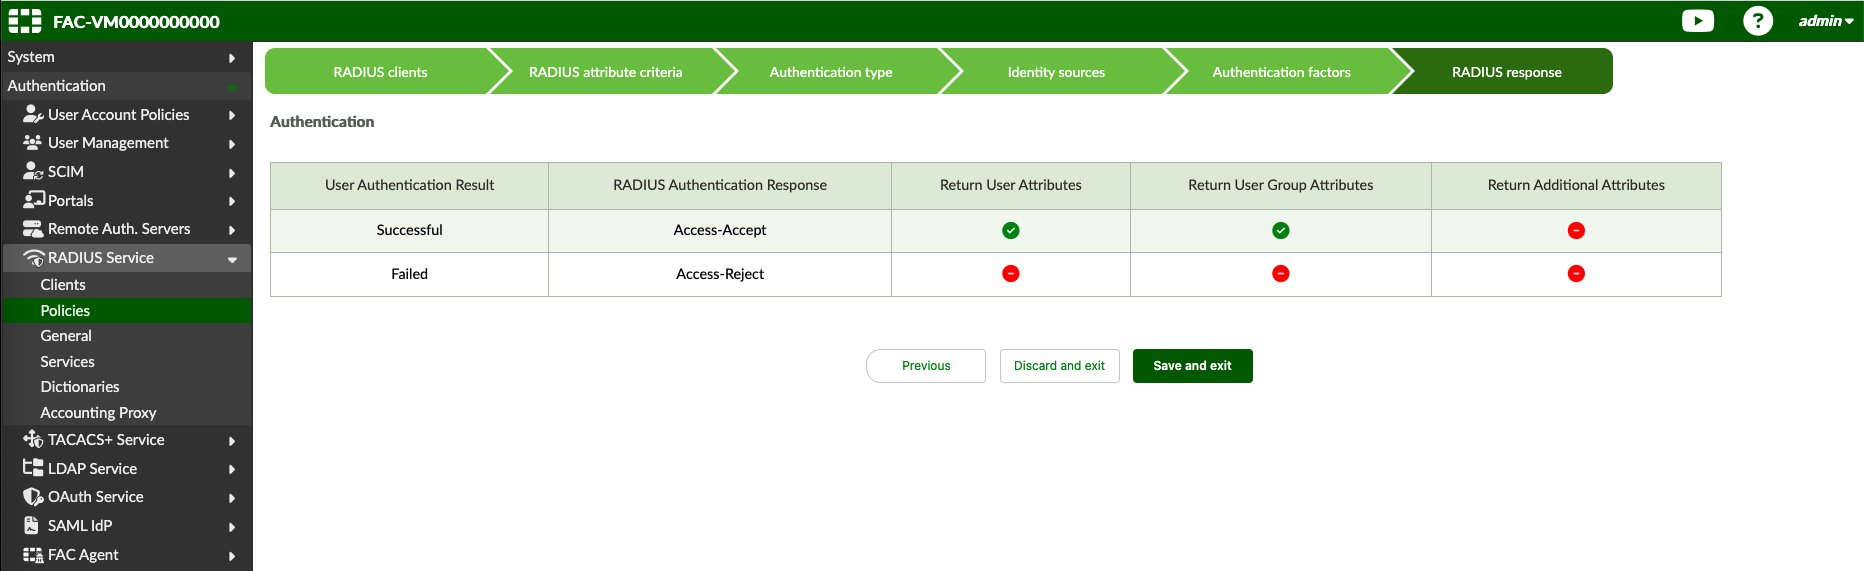 FAC-VM0000000000
admin
System
Authentication
User Account Policies
User Management
SCIM
Portals
Remote Auth. Servers
RADIUS Service
Clients
Policies
General
Services
Dictionaries
Accounting Proxy
TACACS+ Service
LDAP Service
OAuth Service
SAML IdP
FAC Agent
RADIUS clients
RADIUS attribute criteria
Authentication type
Identity sources
Authentication factors
RADIUS response
Authentication
User Authentication Result RADIUS Authentication Response Return User Attributes Return User Group Attributes Return Additional Attributes
Successful Access-Accept
Failed Access-Reject
Previous Discard and exit Save and exit